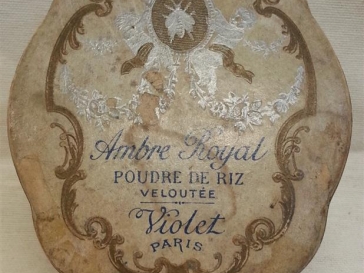 Ambre Royal
POUDRE DE RIZ
VELOUTÉE
Violet
PARIS